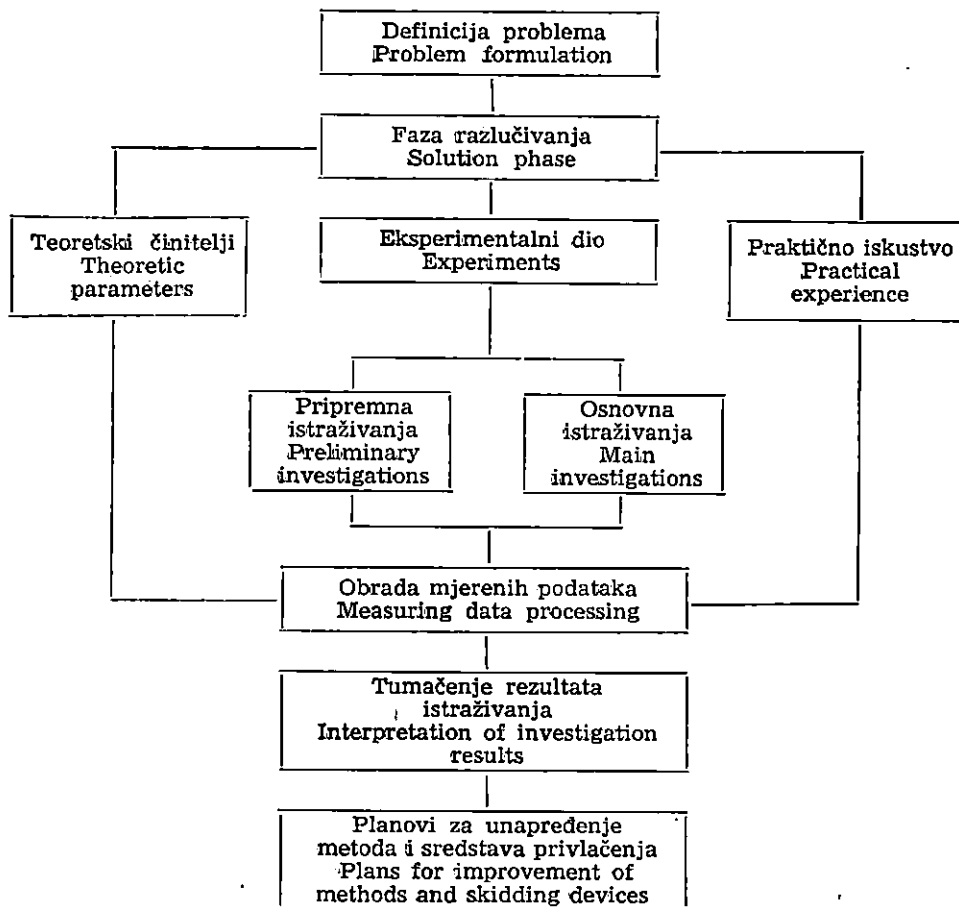 Definicija problema
Problem formulation
Faza razlučivanja
Solution phase
Teoretski činitelji
Theoretic
parameters
Eksperimentalni dio
Experiments
Praktično iskustvo
Practical
experience
Pripremna
istraživanja
Preliminary
investigations
Osnovna
istraživanja
Main
investigations
Obrada mjerenih podataka
Measuring data processing
Tumačenje rezultata
istraživanja
Interpretation of investigation
results
Planovi za unapređenje
metoda i sredstava privlačenja
Plans for improvement of
methods and skidding devices